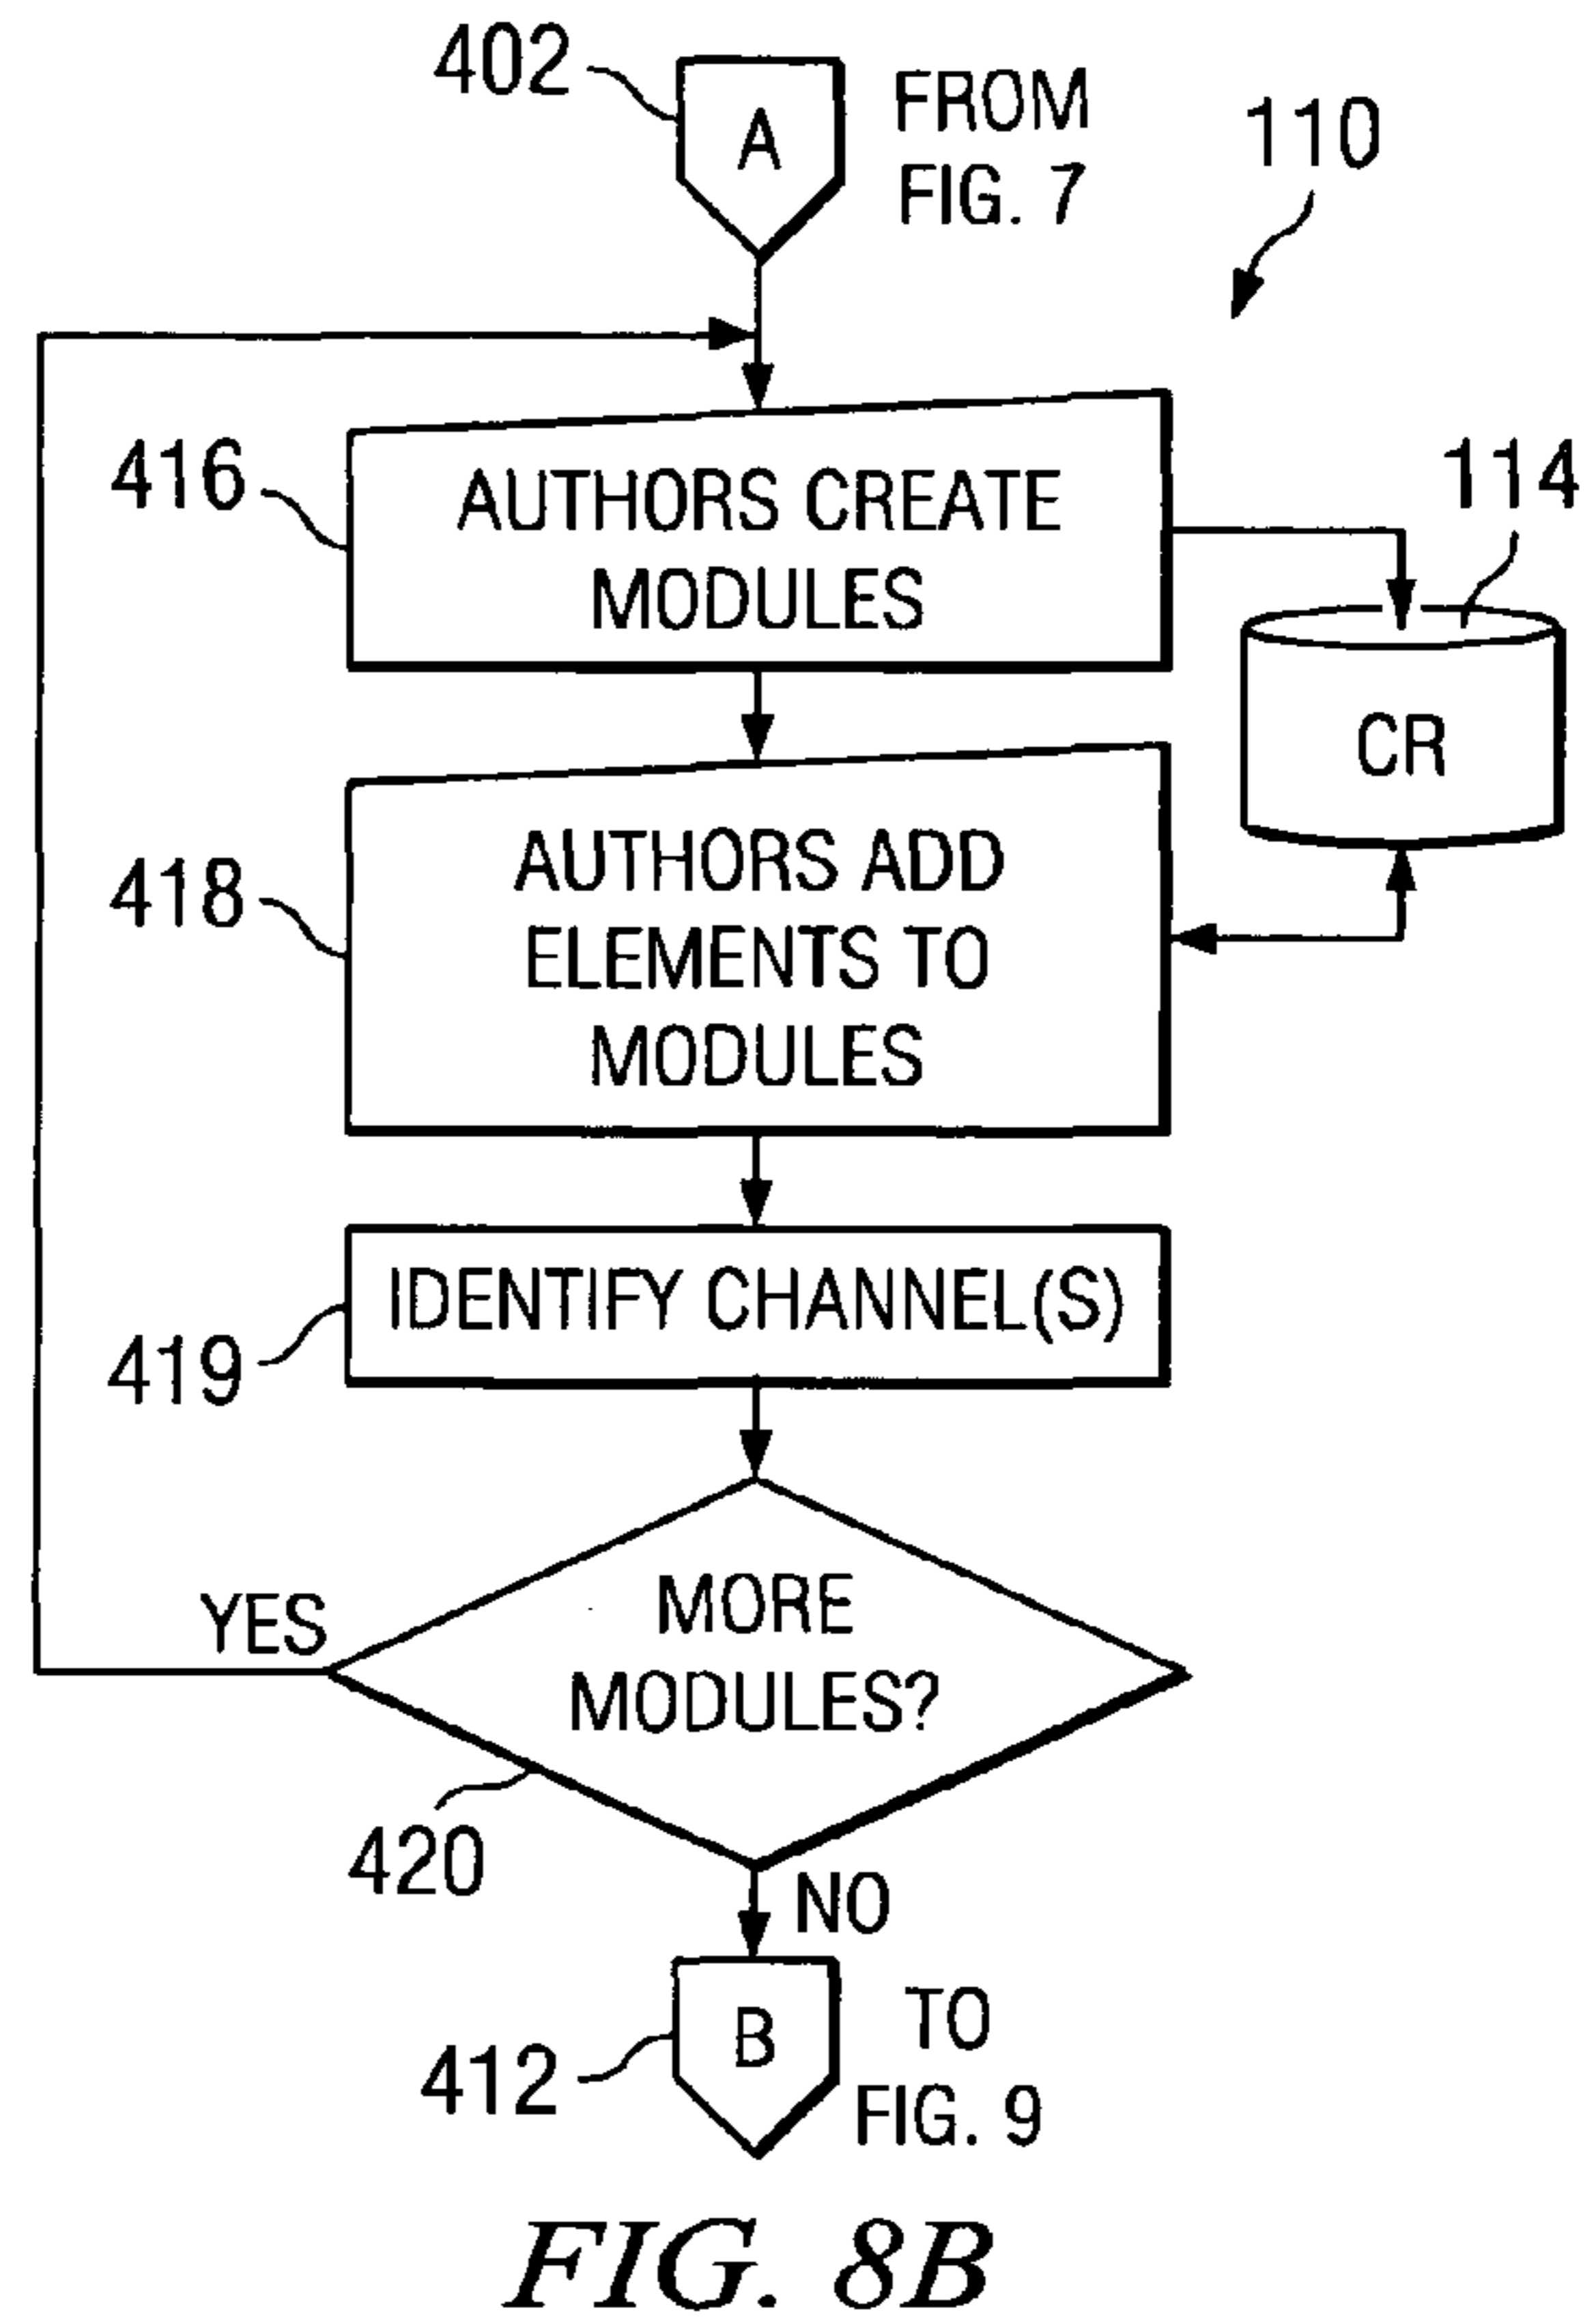 402
A
FROM
FIG. 7
110
416
AUTHORS CREATE
MODULES
114
CR
418
AUTHORS ADD
ELEMENTS TO
MODULES
IDENTIFY CHANNEL(S)
419
YES
MORE
MODULES?
420
NO
412
B
TO
FIG. 9
FIG. 8B